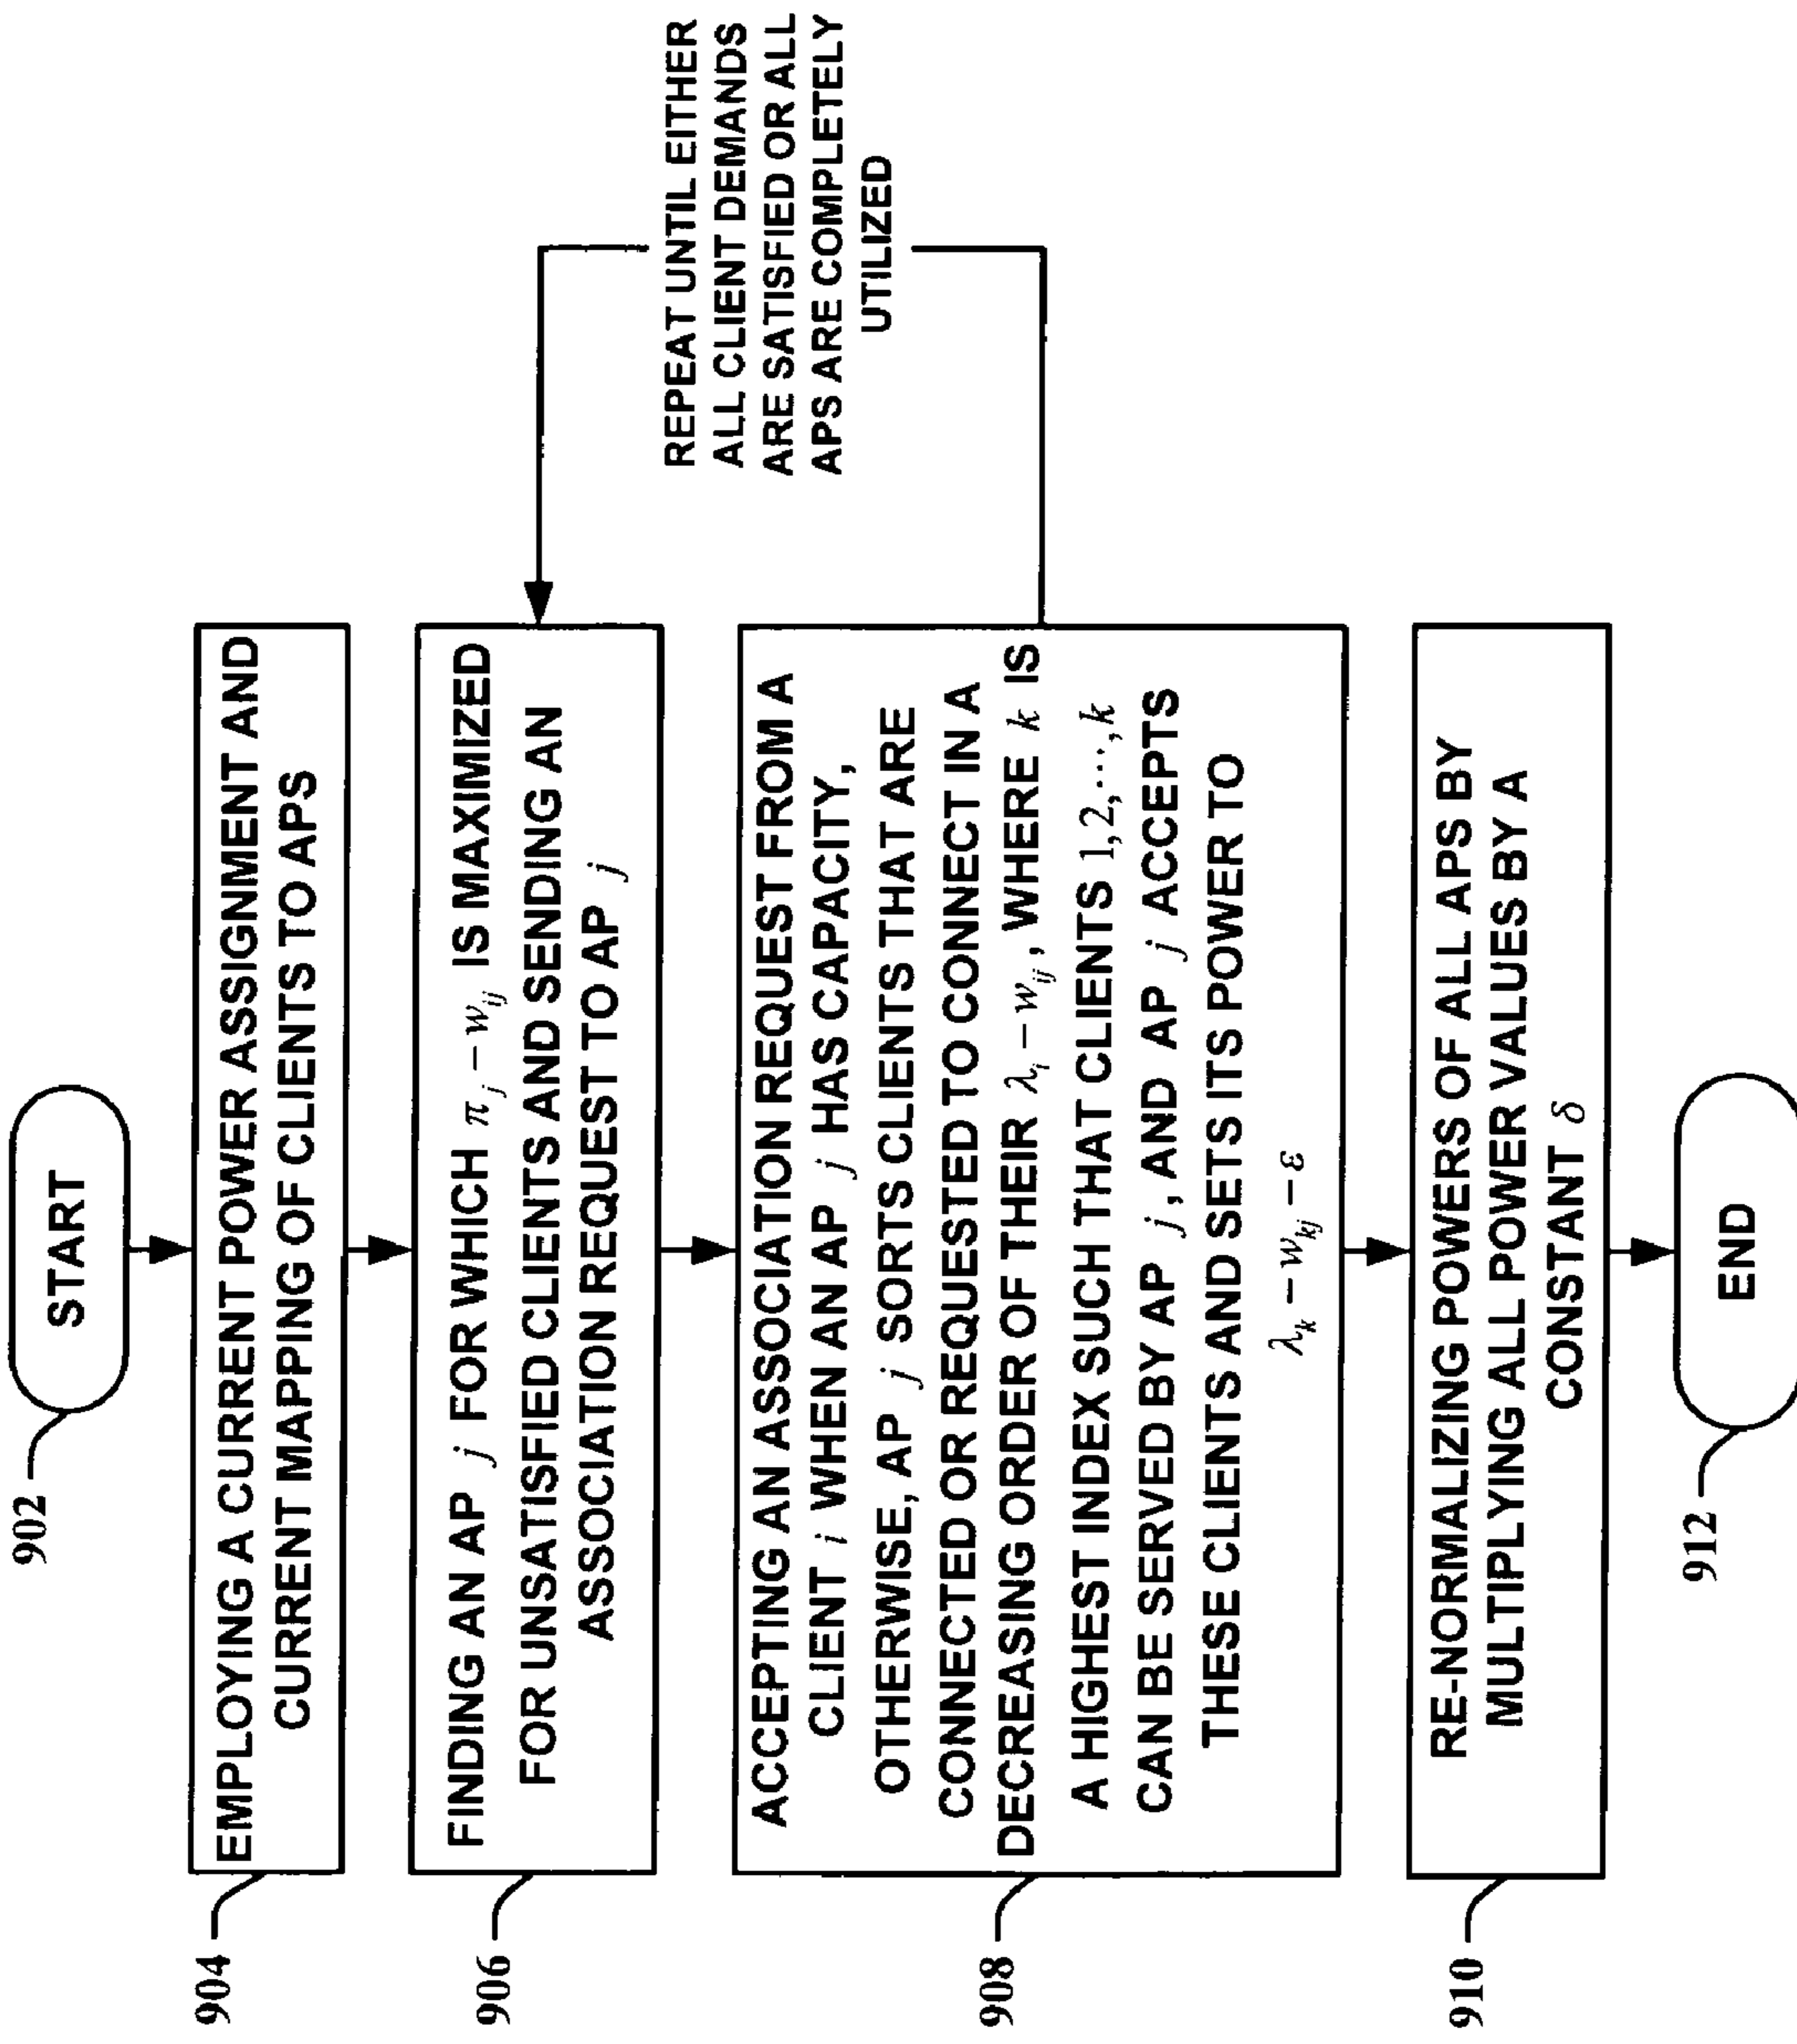 902
START
904
EMPLOYING A CURRENT POWER ASSIGNMENT AND
CURRENT MAPPING OF CLIENTS TO APS
906
FINDING AN AP j FOR WHICH π_j − w_ij IS MAXIMIZED
FOR UNSATISFIED CLIENTS AND SENDING AN
ASSOCIATION REQUEST TO AP j
908
ACCEPTING AN ASSOCIATION REQUEST FROM A
CLIENT i WHEN AN AP j HAS CAPACITY,
OTHERWISE, AP j SORTS CLIENTS THAT ARE
CONNECTED OR REQUESTED TO CONNECT IN A
DECREASING ORDER OF THEIR λ_i − w_ij, WHERE k IS
A HIGHEST INDEX SUCH THAT CLIENTS 1,2,⋯,k
CAN BE SERVED BY AP j, AND AP j ACCEPTS
THESE CLIENTS AND SETS ITS POWER TO
λ_k − w_kj − ε
REPEAT UNTIL EITHER
ALL CLIENT DEMANDS
ARE SATISFIED OR ALL
APS ARE COMPLETELY
UTILIZED
910
RE-NORMALIZING POWERS OF ALL APS BY
MULTIPLYING ALL POWER VALUES BY A
CONSTANT δ
912
END